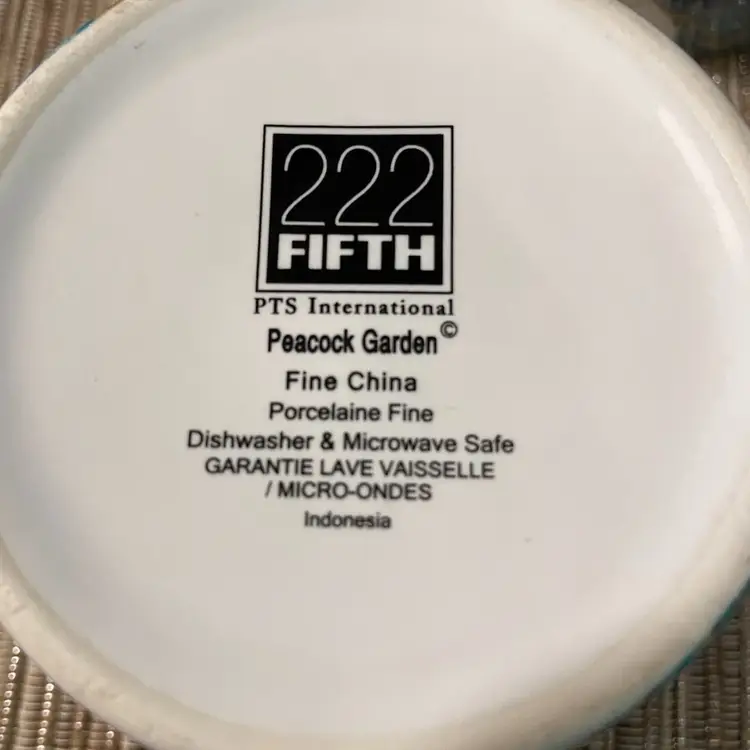 222
FIFTH
PTS International
Peacock Garden©
Fine China
Porcelaine Fine
Dishwasher & Microwave Safe
GARANTIE LAVE VAISSELLE
/ MICRO-ONDES
Indonesia